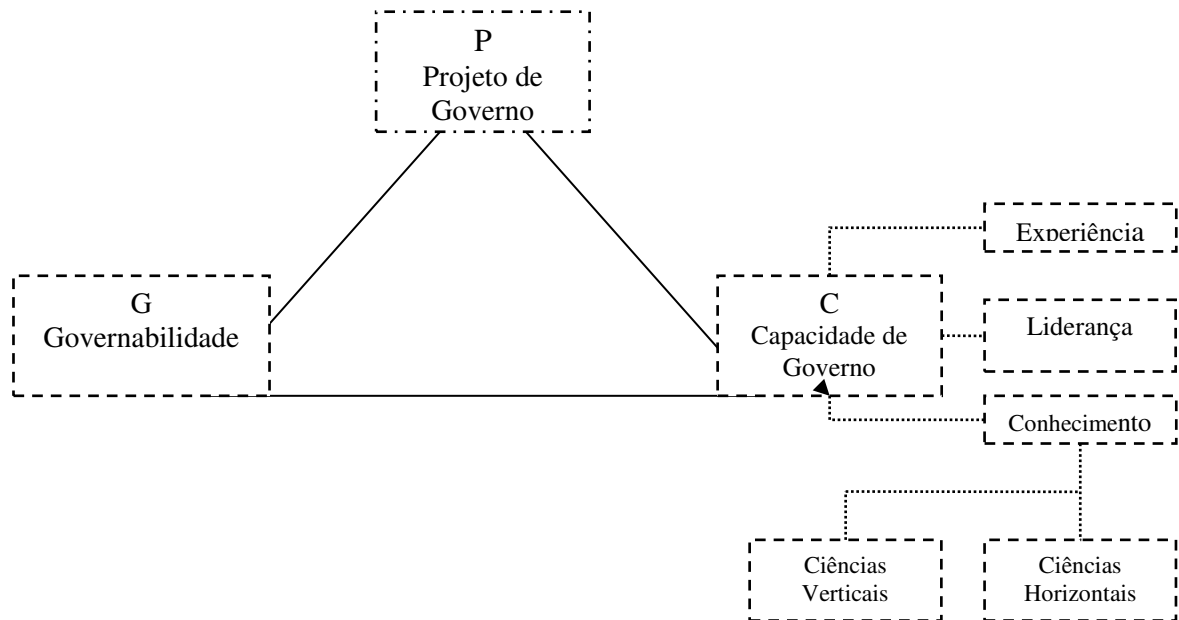 P
Projeto de
Governo
Experiência
G
Governabilidade
C
Capacidade de
Governo
Liderança
Conhecimento
Ciências
Verticais
Ciências
Horizontais